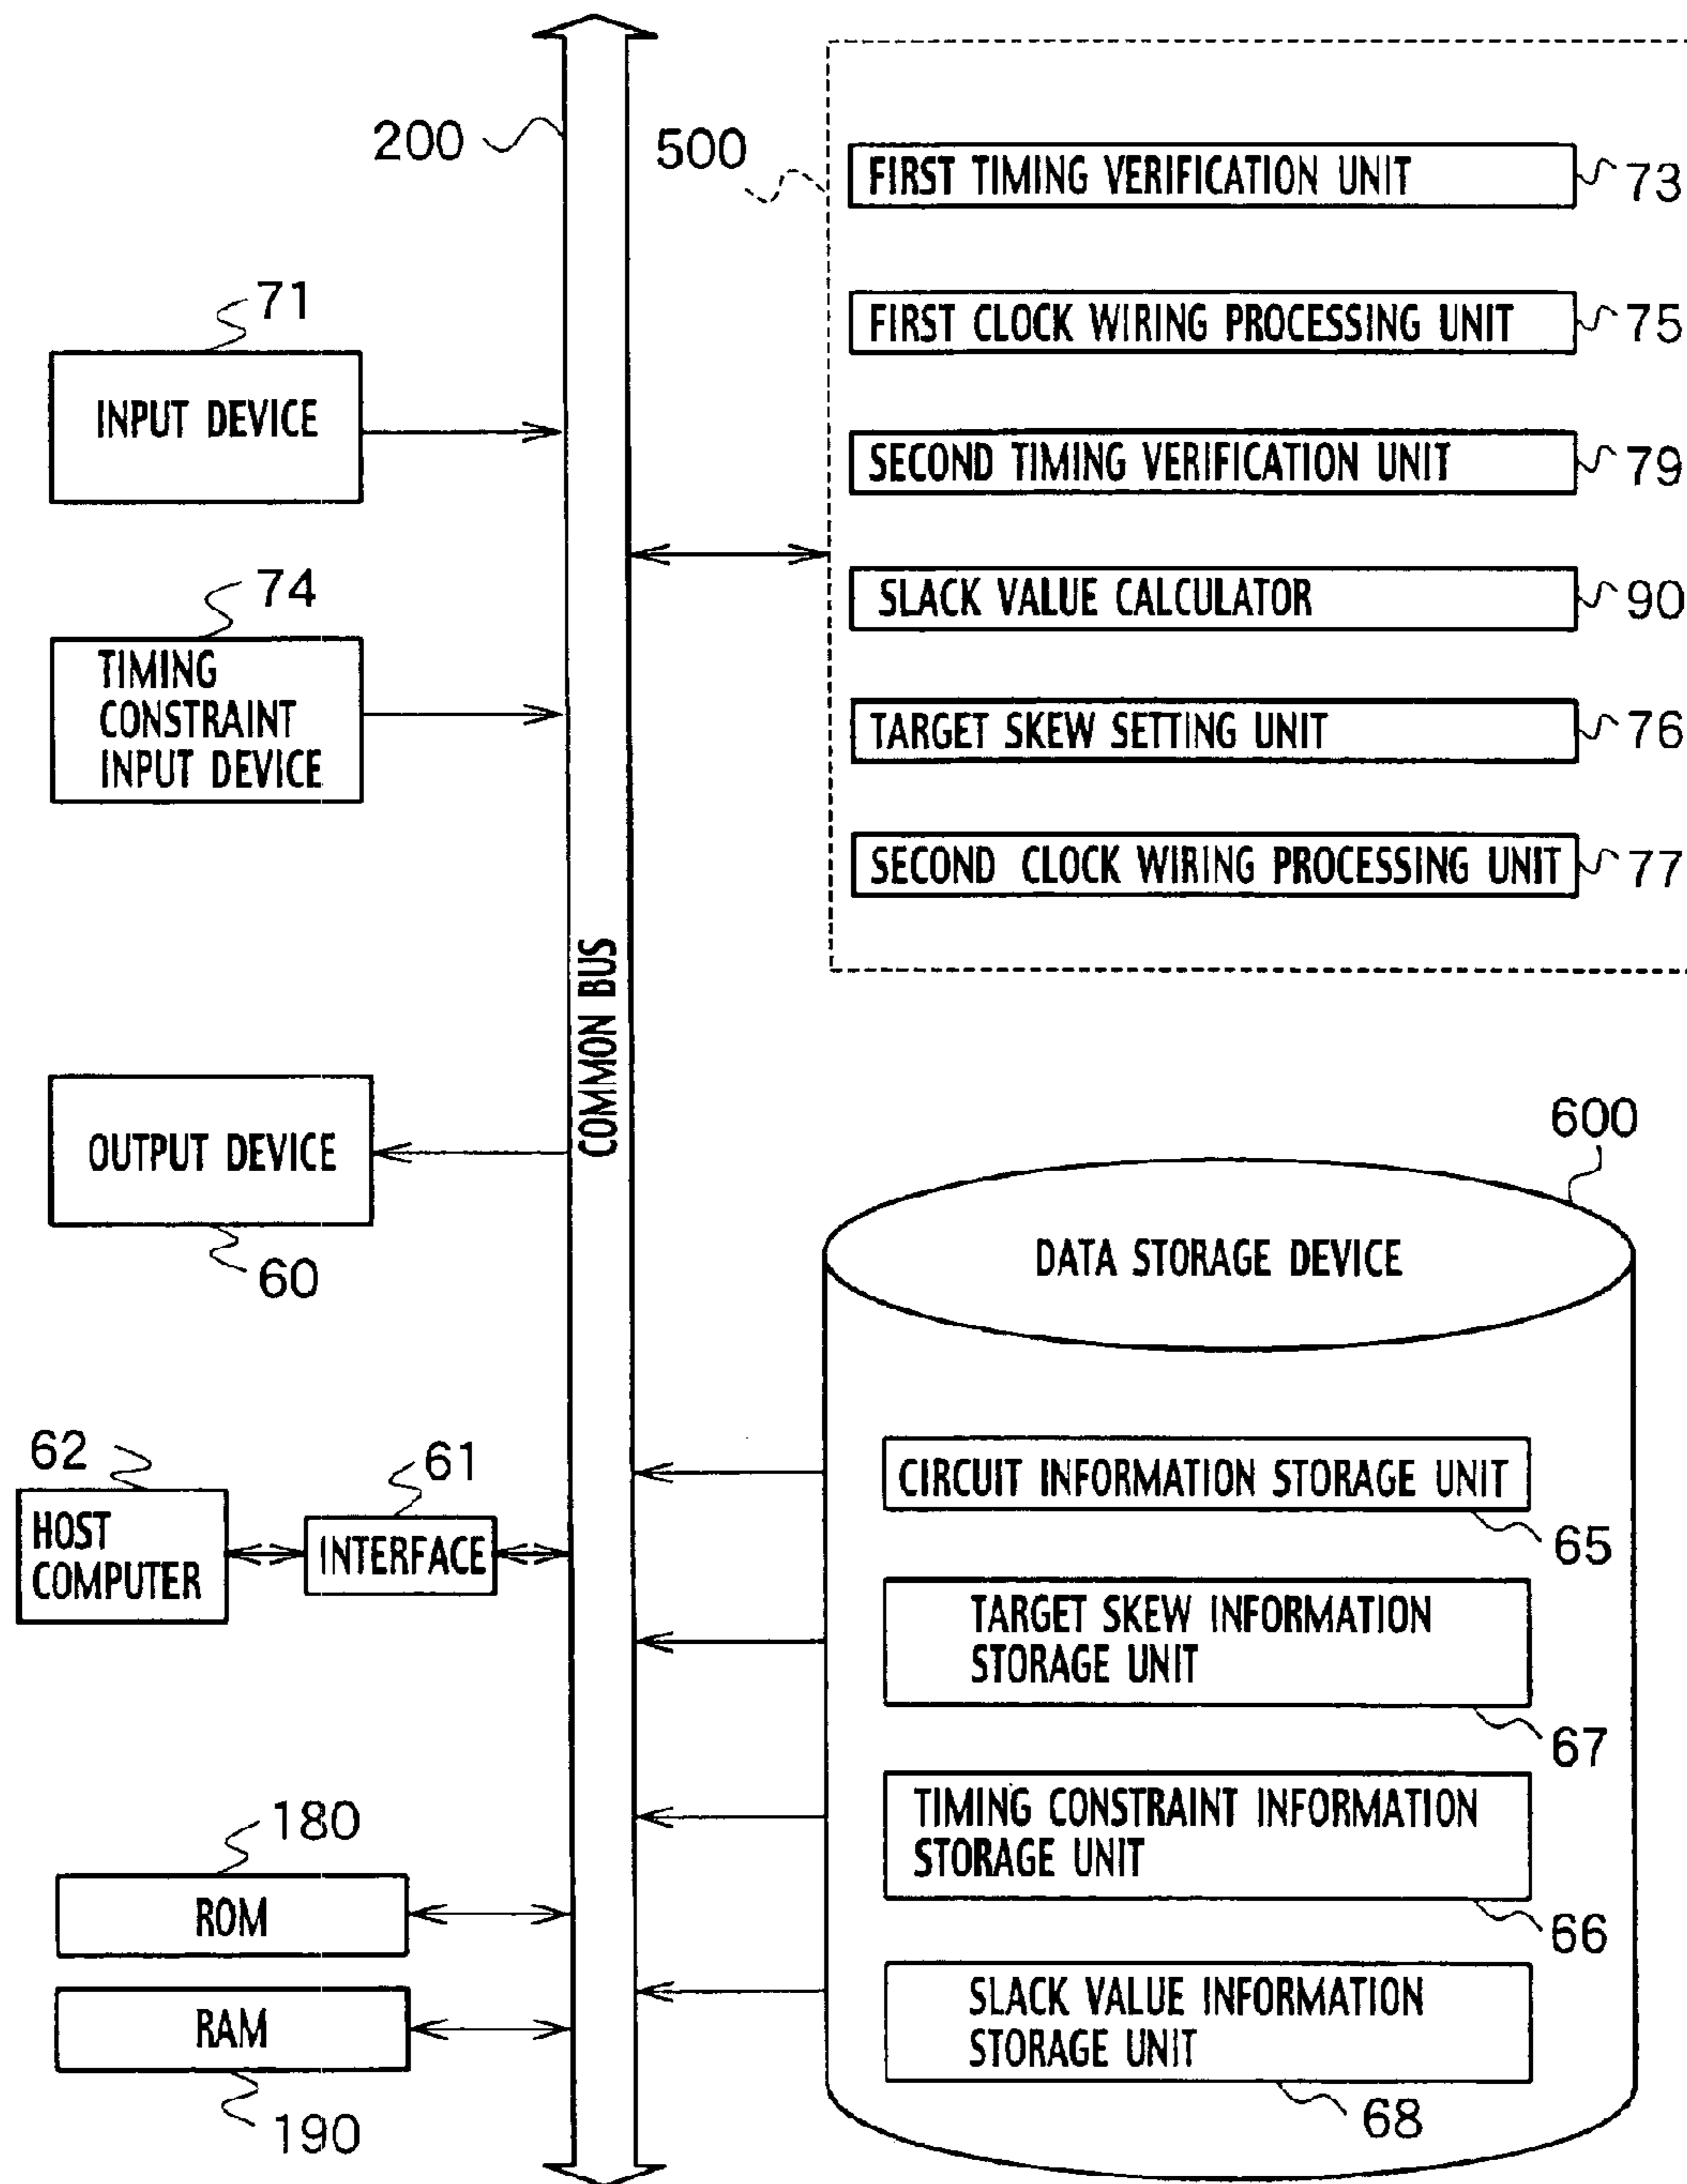 200
500
FIRST TIMING VERIFICATION UNIT
73
FIRST CLOCK WIRING PROCESSING UNIT
75
SECOND TIMING VERIFICATION UNIT
79
SLACK VALUE CALCULATOR
90
TARGET SKEW SETTING UNIT
76
SECOND CLOCK WIRING PROCESSING UNIT
77
71
INPUT DEVICE
74
TIMING
CONSTRAINT
INPUT DEVICE
COMMON BUS
OUTPUT DEVICE
60
600
DATA STORAGE DEVICE
62
HOST
COMPUTER
61
INTERFACE
CIRCUIT INFORMATION STORAGE UNIT
65
TARGET SKEW INFORMATION
STORAGE UNIT
67
TIMING CONSTRAINT INFORMATION
STORAGE UNIT
66
SLACK VALUE INFORMATION
STORAGE UNIT
68
180
ROM
RAM
190